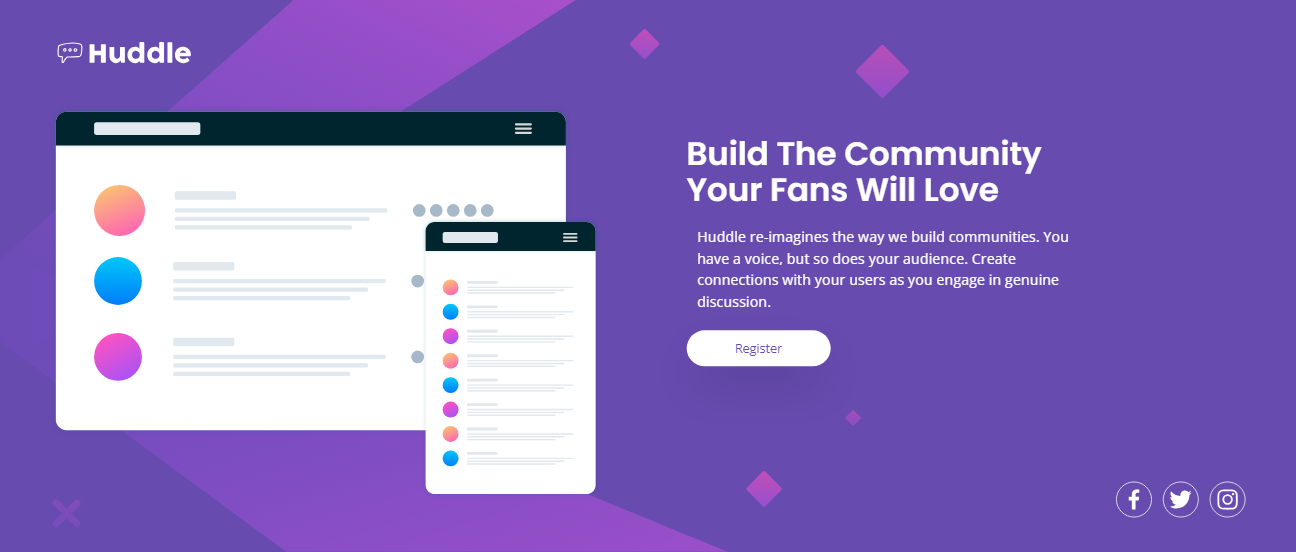 Huddle
Build The Community
Your Fans Will Love
Huddle re-imagines the way we build communities. You
have a voice, but so does your audience. Create
connections with your users as you engage in genuine
discussion.
Register